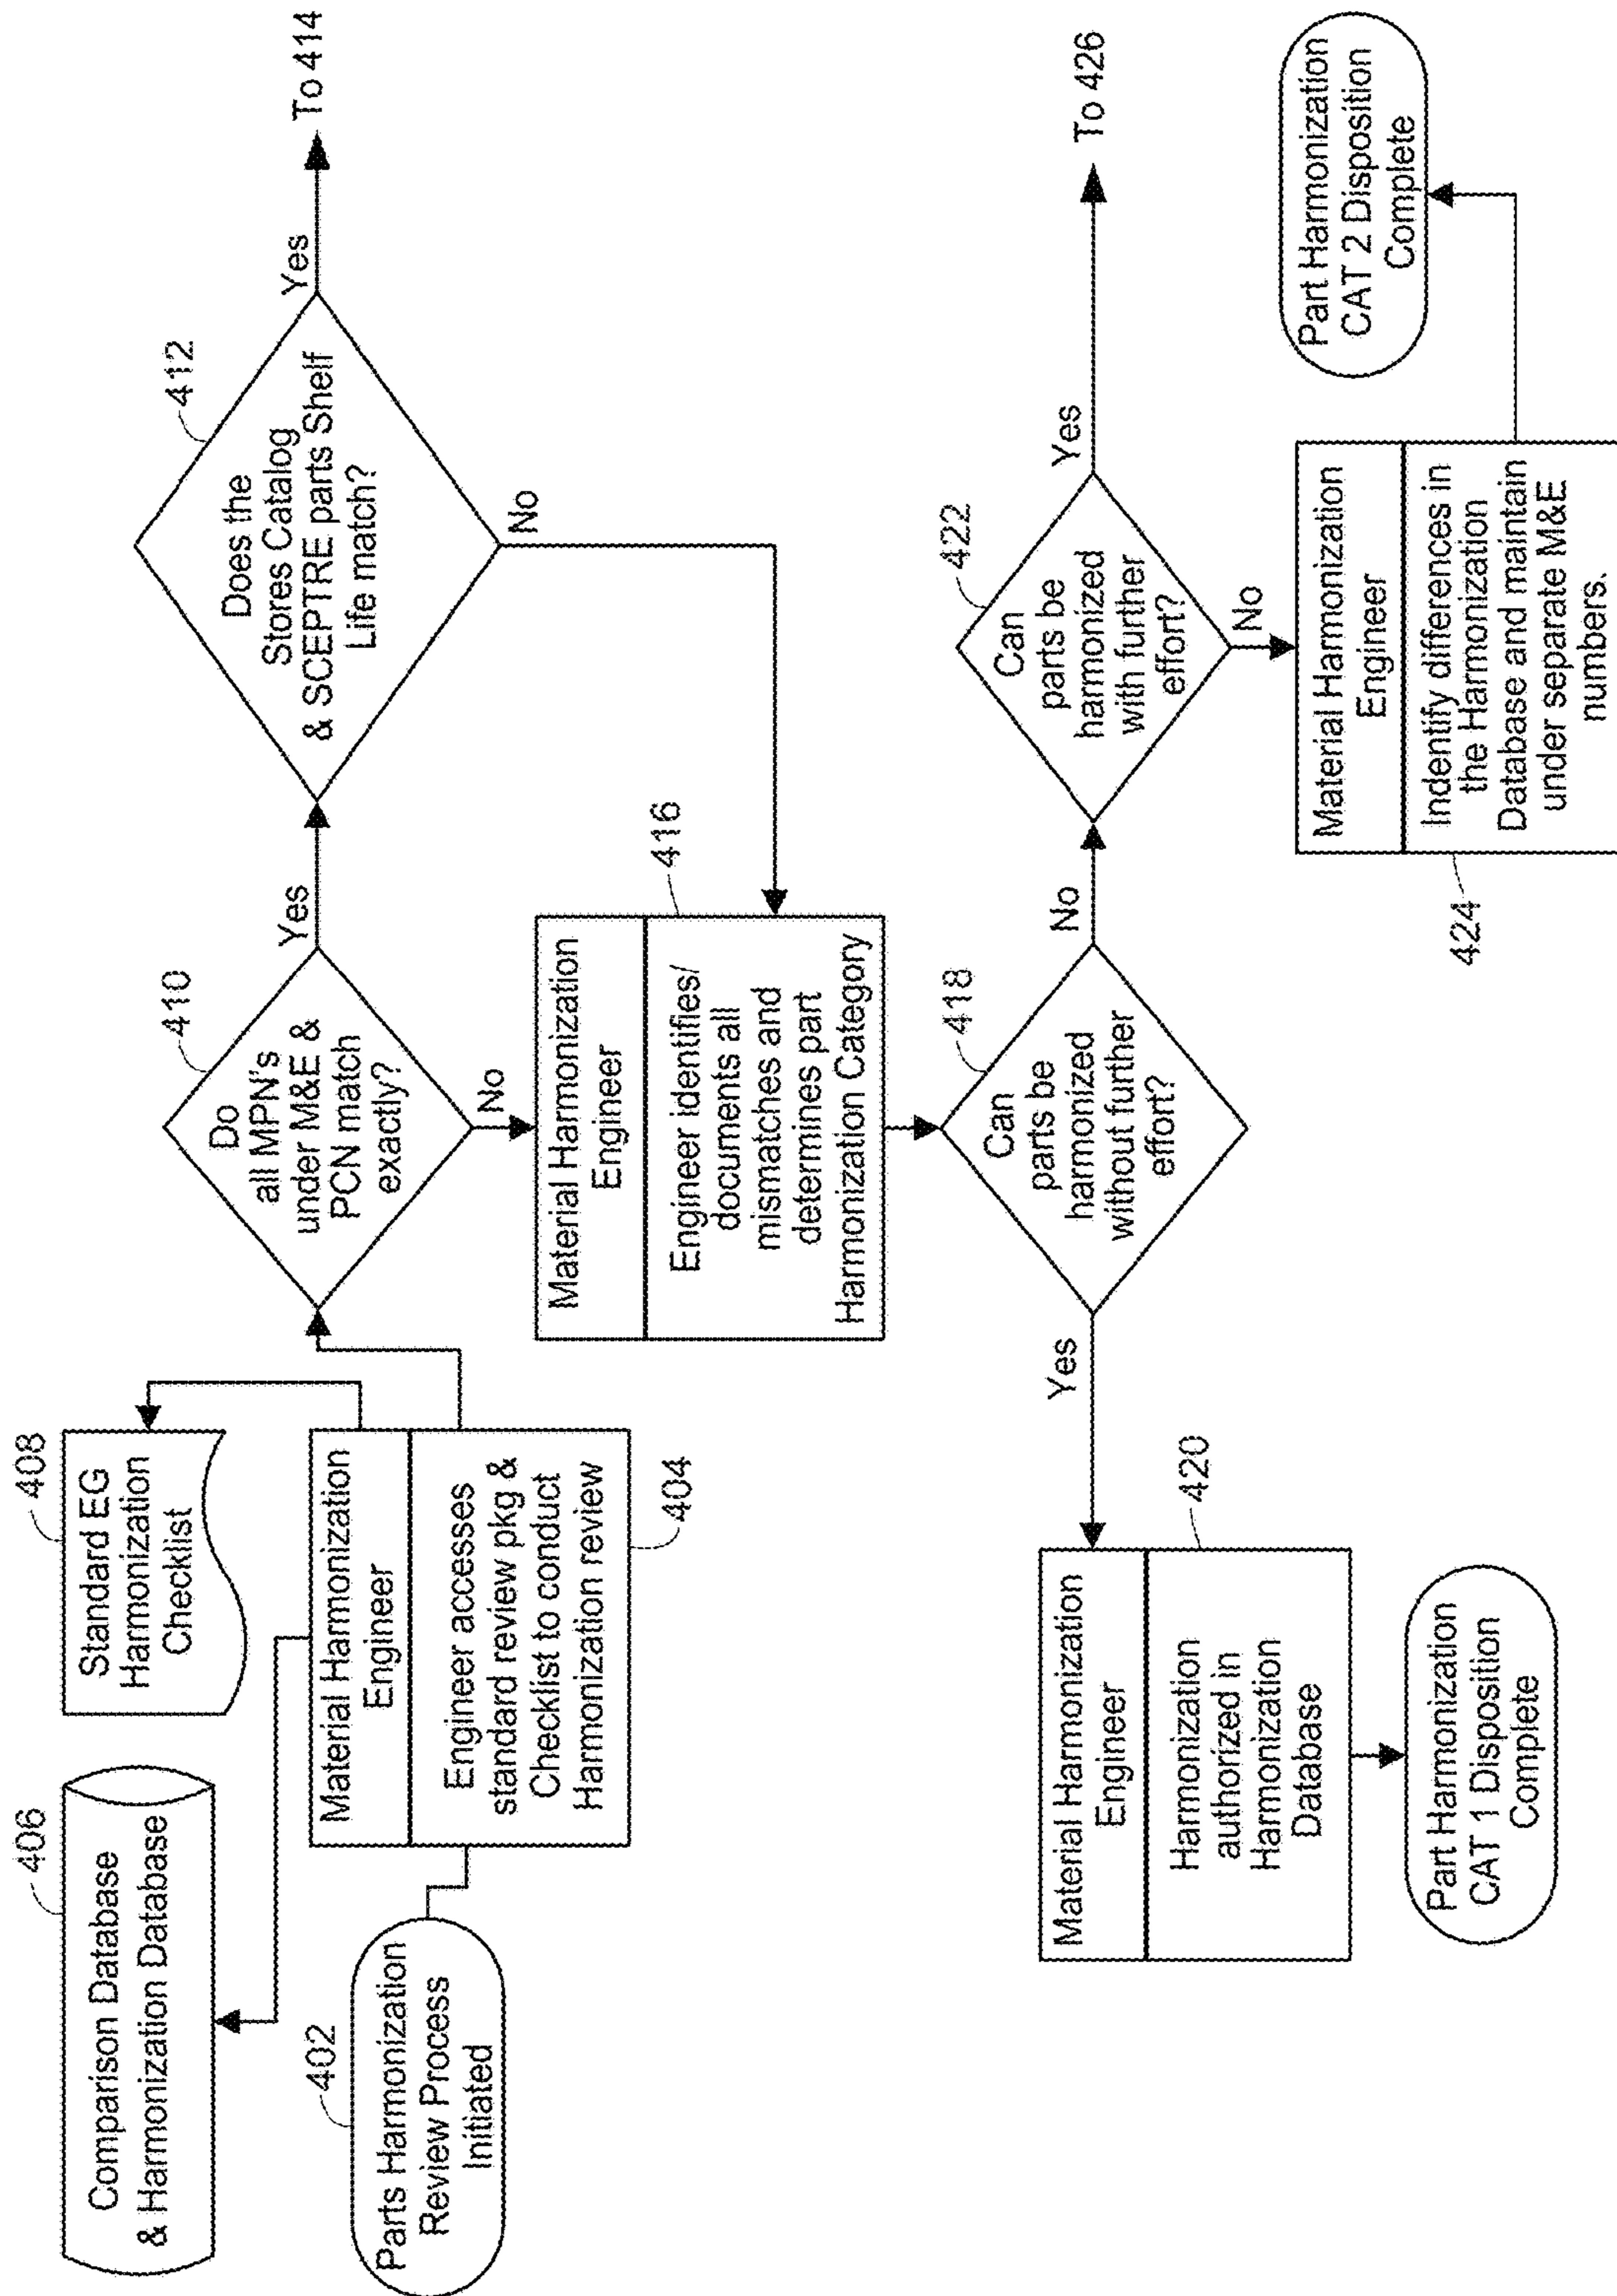 406
Comparison Database
& Harmonization Database
408
Standard EG
Harmonization
Checklist
402
Parts Harmonization
Review Process
Initiated
Material Harmonization
Engineer
Engineer accesses
standard review pkg &
Checklist to conduct
Harmonization review
404
410
Do
all MPN's
under M&E &
PCN match
exactly?
Yes
No
412
Does the
Stores Catalog
& SCEPTRE parts Shelf
Life match?
Yes
To 414
No
Material Harmonization
Engineer
416
Engineer identifies/
documents all
mismatches and
determines part
Harmonization Category
418
Can
parts be
harmonized
without further
effort?
Yes
No
Material Harmonization
Engineer
420
Harmonization
authorized in
Harmonization
Database
Part Harmonization
CAT 1 Disposition
Complete
422
Can
parts be
harmonized
with further
effort?
Yes
To 426
No
Material Harmonization
Engineer
Indentify differences in
the Harmonization
Database and maintain
under separate M&E
numbers.
424
Part Harmonization
CAT 2 Disposition
Complete